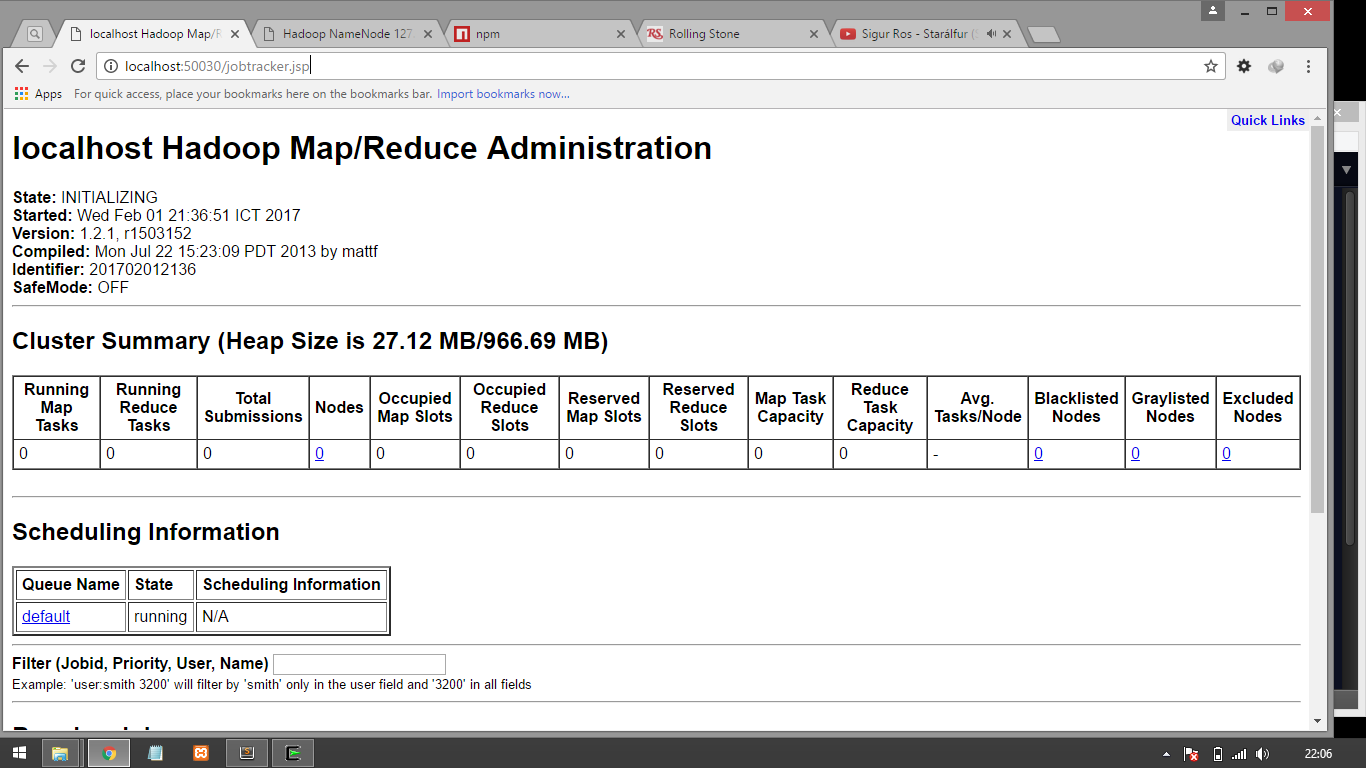 localhost Hadoop Map/R
Hadoop NameNode 127.
npm
Rolling Stone
Sigur Ros - Starálfur (
localhost:50030/jobtracker.jsp
Apps For quick access, place your bookmarks here on the bookmarks bar. Import bookmarks now...
Quick Links
localhost Hadoop Map/Reduce Administration
State: INITIALIZING
Started: Wed Feb 01 21:36:51 ICT 2017
Version: 1.2.1, r1503152
Compiled: Mon Jul 22 15:23:09 PDT 2013 by mattf
Identifier: 201702012136
SafeMode: OFF
Cluster Summary (Heap Size is 27.12 MB/966.69 MB)
Running Map Tasks Running Reduce Tasks Total Submissions Nodes Occupied Map Slots Occupied Reduce Slots Reserved Map Slots Reserved Reduce Slots Map Task Capacity Reduce Task Capacity Avg. Tasks/Node Blacklisted Nodes Graylisted Nodes Excluded Nodes
0 0 0 0 0 0 0 0 0 0 - 0 0 0
Scheduling Information
Queue Name State Scheduling Information
default running N/A
Filter (Jobid, Priority, User, Name)
Example: 'user:smith 3200' will filter by 'smith' only in the user field and '3200' in all fields
22:06